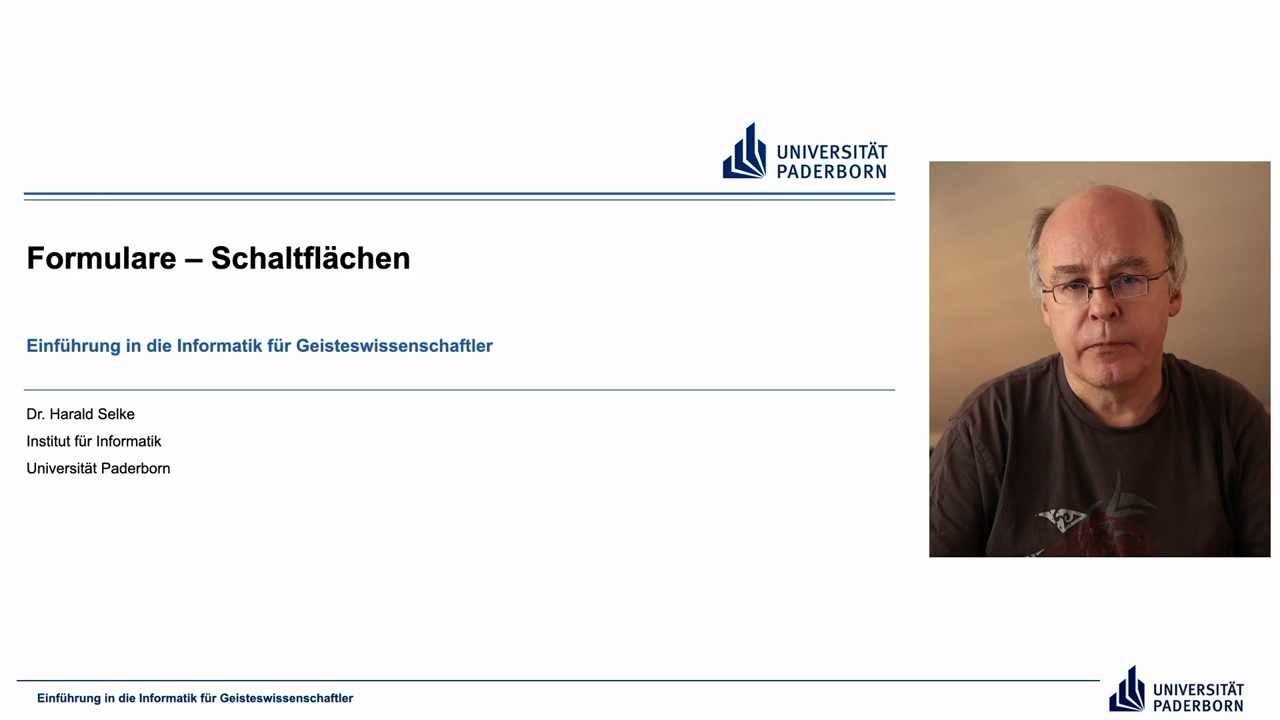 UNIVERSITÄT
PADERBORN
Formulare – Schaltflächen
Einführung in die Informatik für Geisteswissenschaftler
Dr. Harald Selke
Institut für Informatik
Universität Paderborn
Einführung in die Informatik für Geisteswissenschaftler
UNIVERSITÄT
PADERBORN